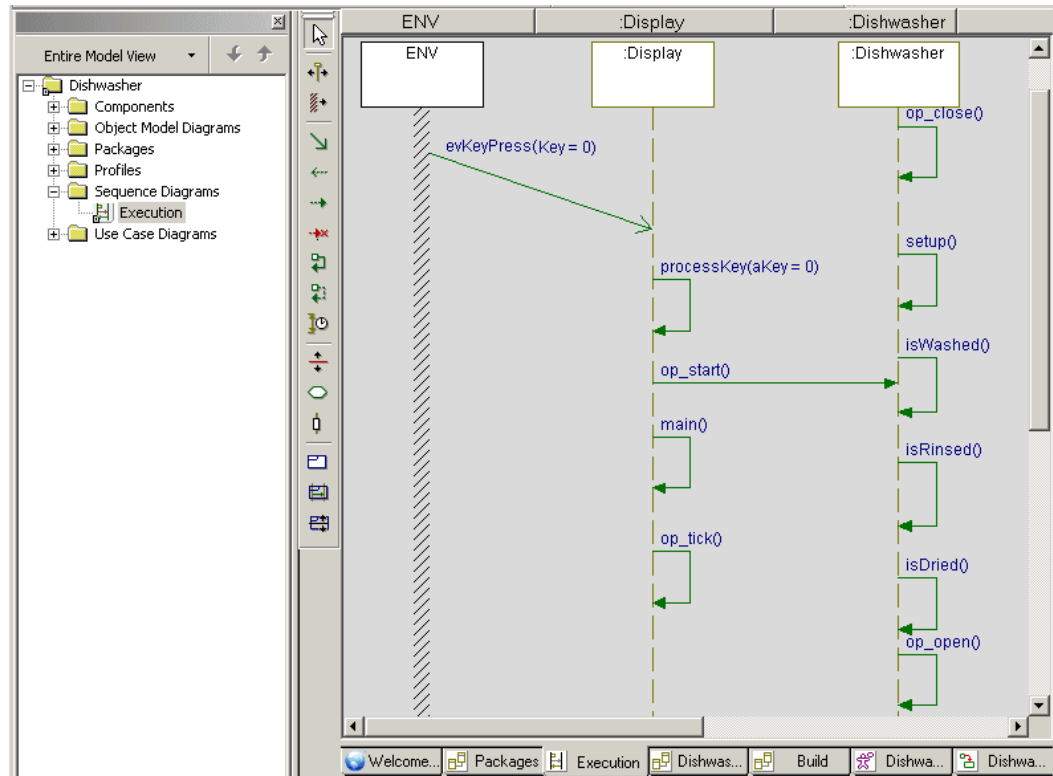 Entire Model View
Dishwasher
Components
Object Model Diagrams
Packages
Profiles
Sequence Diagrams
Execution
Use Case Diagrams
ENV :Display :Dishwasher
ENV :Display :Dishwasher
op_close()
evKeyPress(Key = 0)
setup()
processKey(aKey = 0)
isWashed()
op_start()
main()
isRinsed()
op_tick()
isDried()
op_open()
Welcome... Packages Execution Dishwas... Build Dishwa... Dishwa...